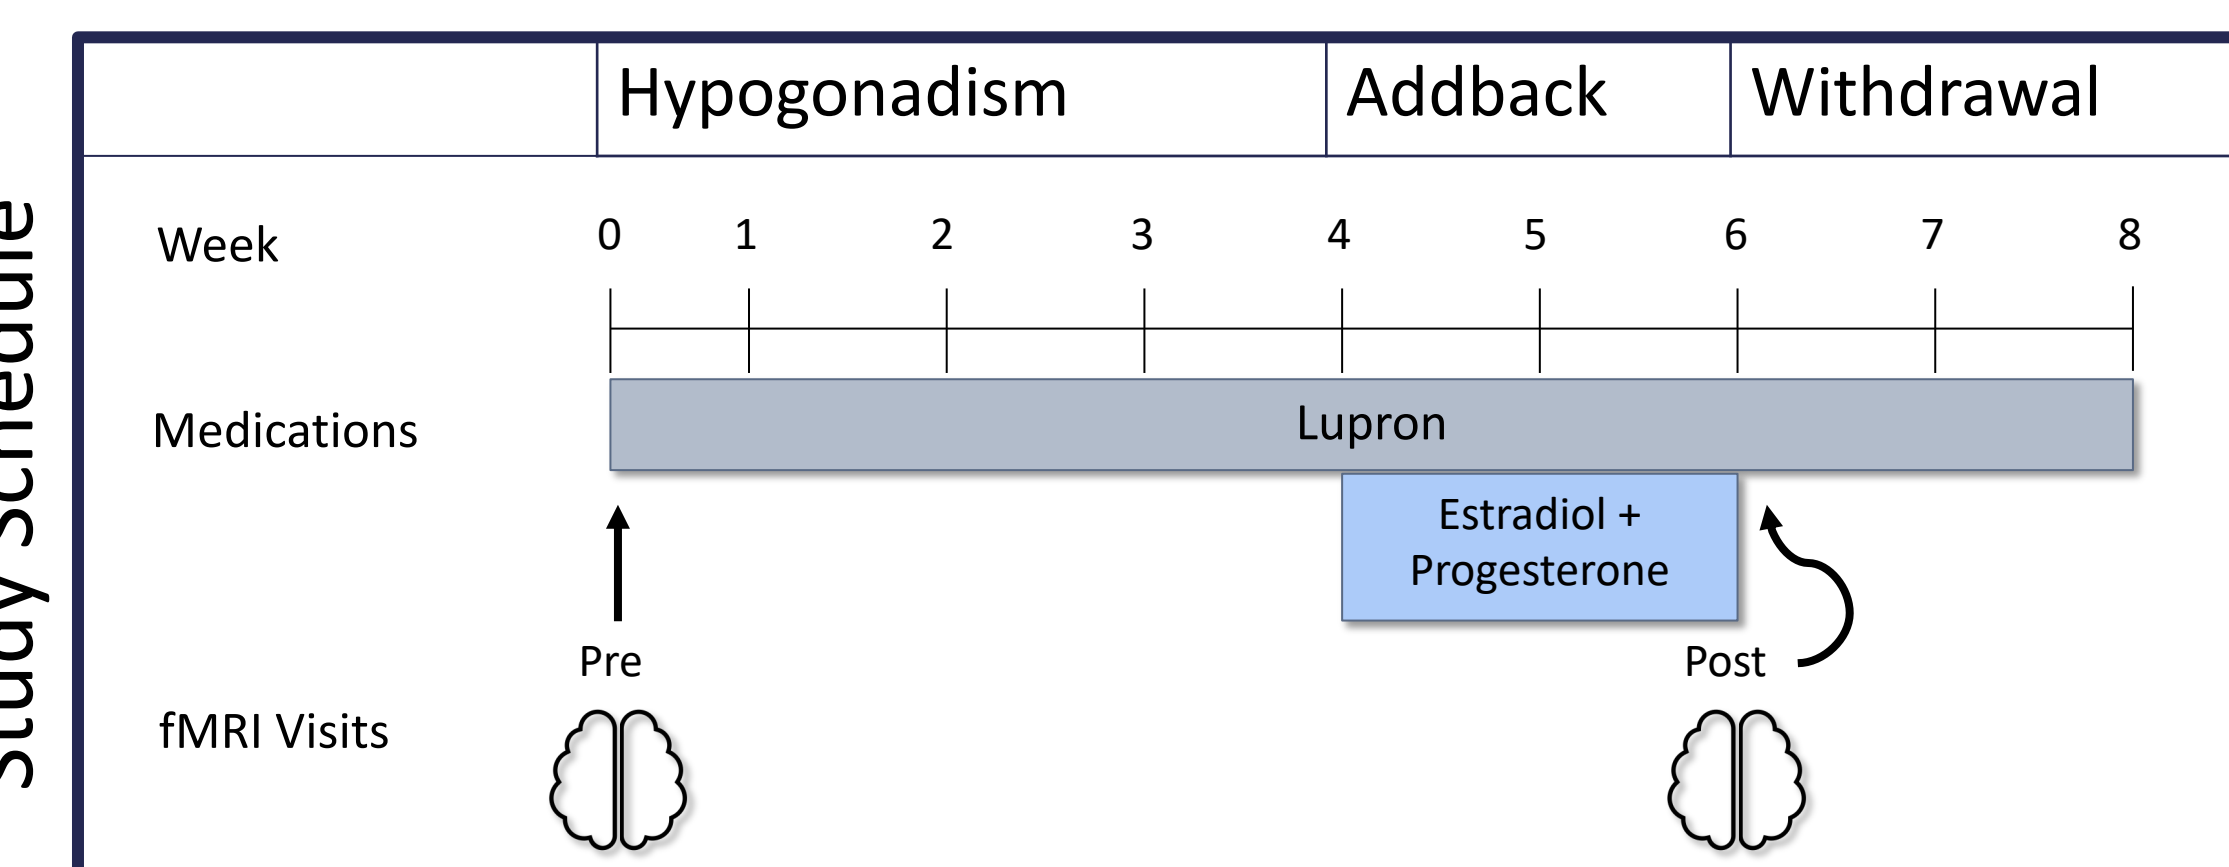 Study Schedule
Hypogonadism Addback Withdrawal
Week 0 1 2 3 4 5 6 7 8
Medications Lupron
Estradiol +
Progesterone
Pre Post
fMRI Visits